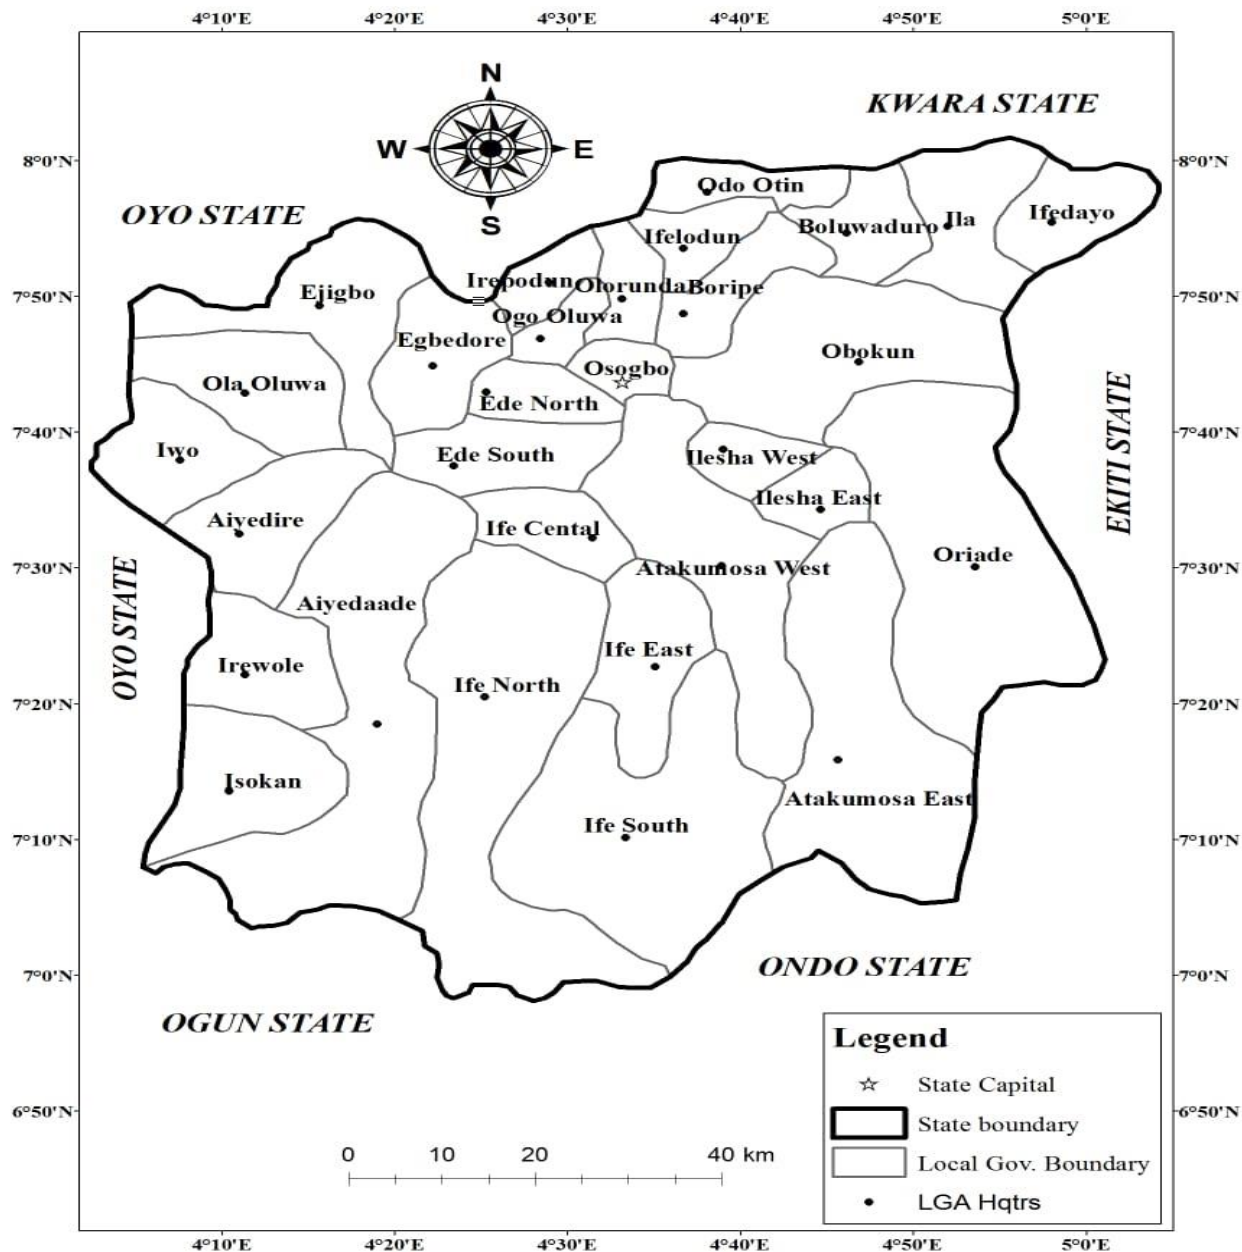 4°10'E 4°20'E 4°30'E 4°40'E 4°50'E 5°0'E
N
W E
S
KWARA STATE
8°0'N 8°0'N
OYO STATE
Odo Otin
Ifelodun
Boluwaduro
Ila
Ifedayo
7°50'N 7°50'N
Ejigbo
Irepodun
Olorunda
Boripe
Ogo Oluwa
Egbedore
Obokun
Osogbo
Ola Oluwa
Ede North
7°40'N 7°40'N
EKITI STATE
Iwo
Ede South
Ilesha West
Ilesha East
Aiyedire
Ife Cental
Oriade
7°30'N 7°30'N
Atakumosa West
OYO STATE
Aiyedaade
Ife East
Irewole
Ife North
7°20'N 7°20'N
Isokan
Atakumosa East
Ife South
7°10'N 7°10'N
7°0'N 7°0'N
ONDO STATE
OGUN STATE
Legend
State Capital
State boundary
Local Gov. Boundary
LGA Hqtrs
6°50'N 6°50'N
0 10 20 40 km
4°10'E 4°20'E 4°30'E 4°40'E 4°50'E 5°0'E